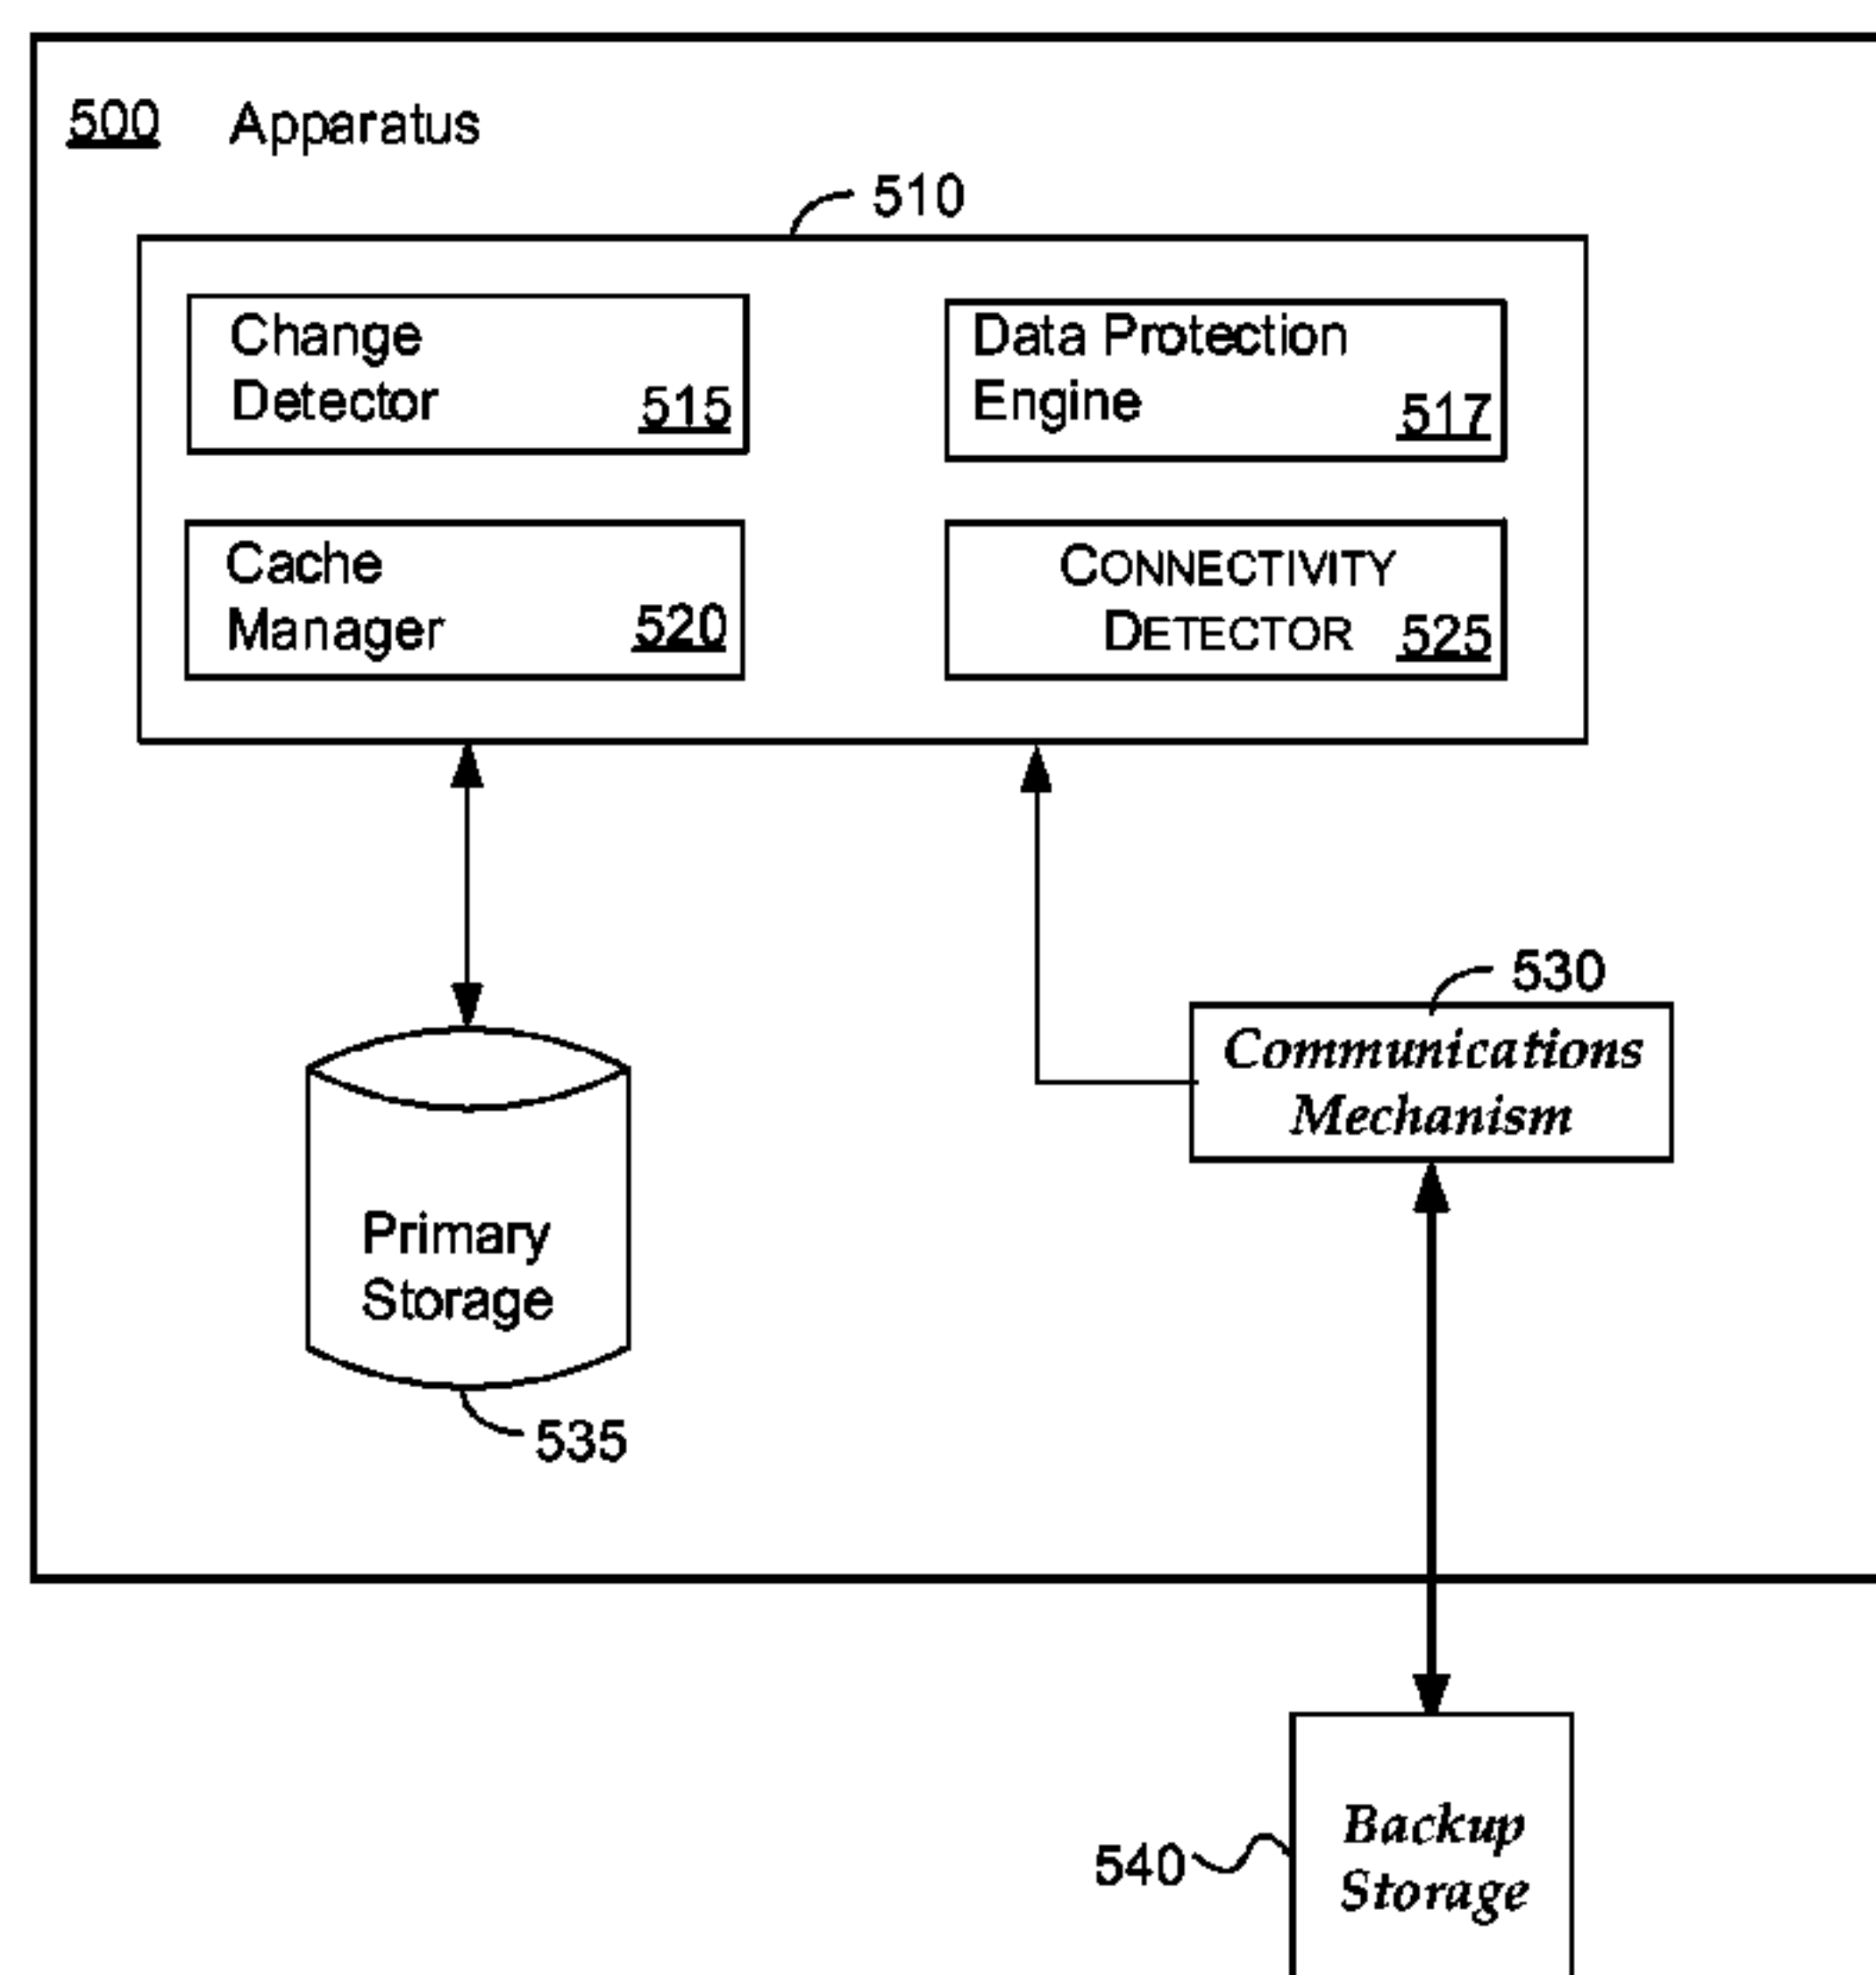 500 Apparatus
510
Change
Detector 515
Data Protection
Engine 517
Cache
Manager 520
CONNECTIVITY
DETECTOR 525
530
Communications
Mechanism
Primary
Storage
535
540
Backup
Storage